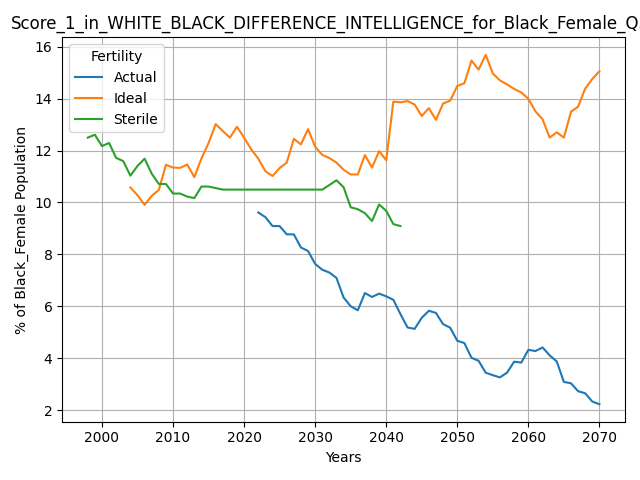 Score_1_in_WHITE_BLACK_DIFFERENCE_INTELLIGENCE_for_Black_Female_Q
Fertility
Actual
Ideal
Sterile
% of Black_Female Population
16
14
12
10
8
6
4
2
2000 2010 2020 2030 2040 2050 2060 2070
Years